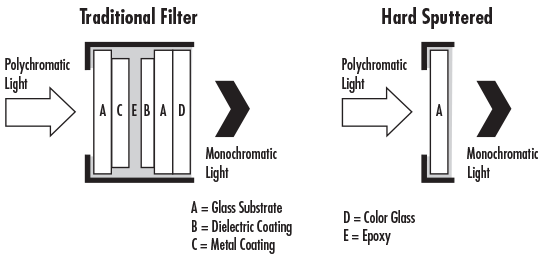 Traditional Filter
Hard Sputtered
Polychromatic
Light
A C E B A D
Monochromatic
Light
Polychromatic
Light
A
Monochromatic
Light
A = Glass Substrate
B = Dielectric Coating
C = Metal Coating
D = Color Glass
E = Epoxy